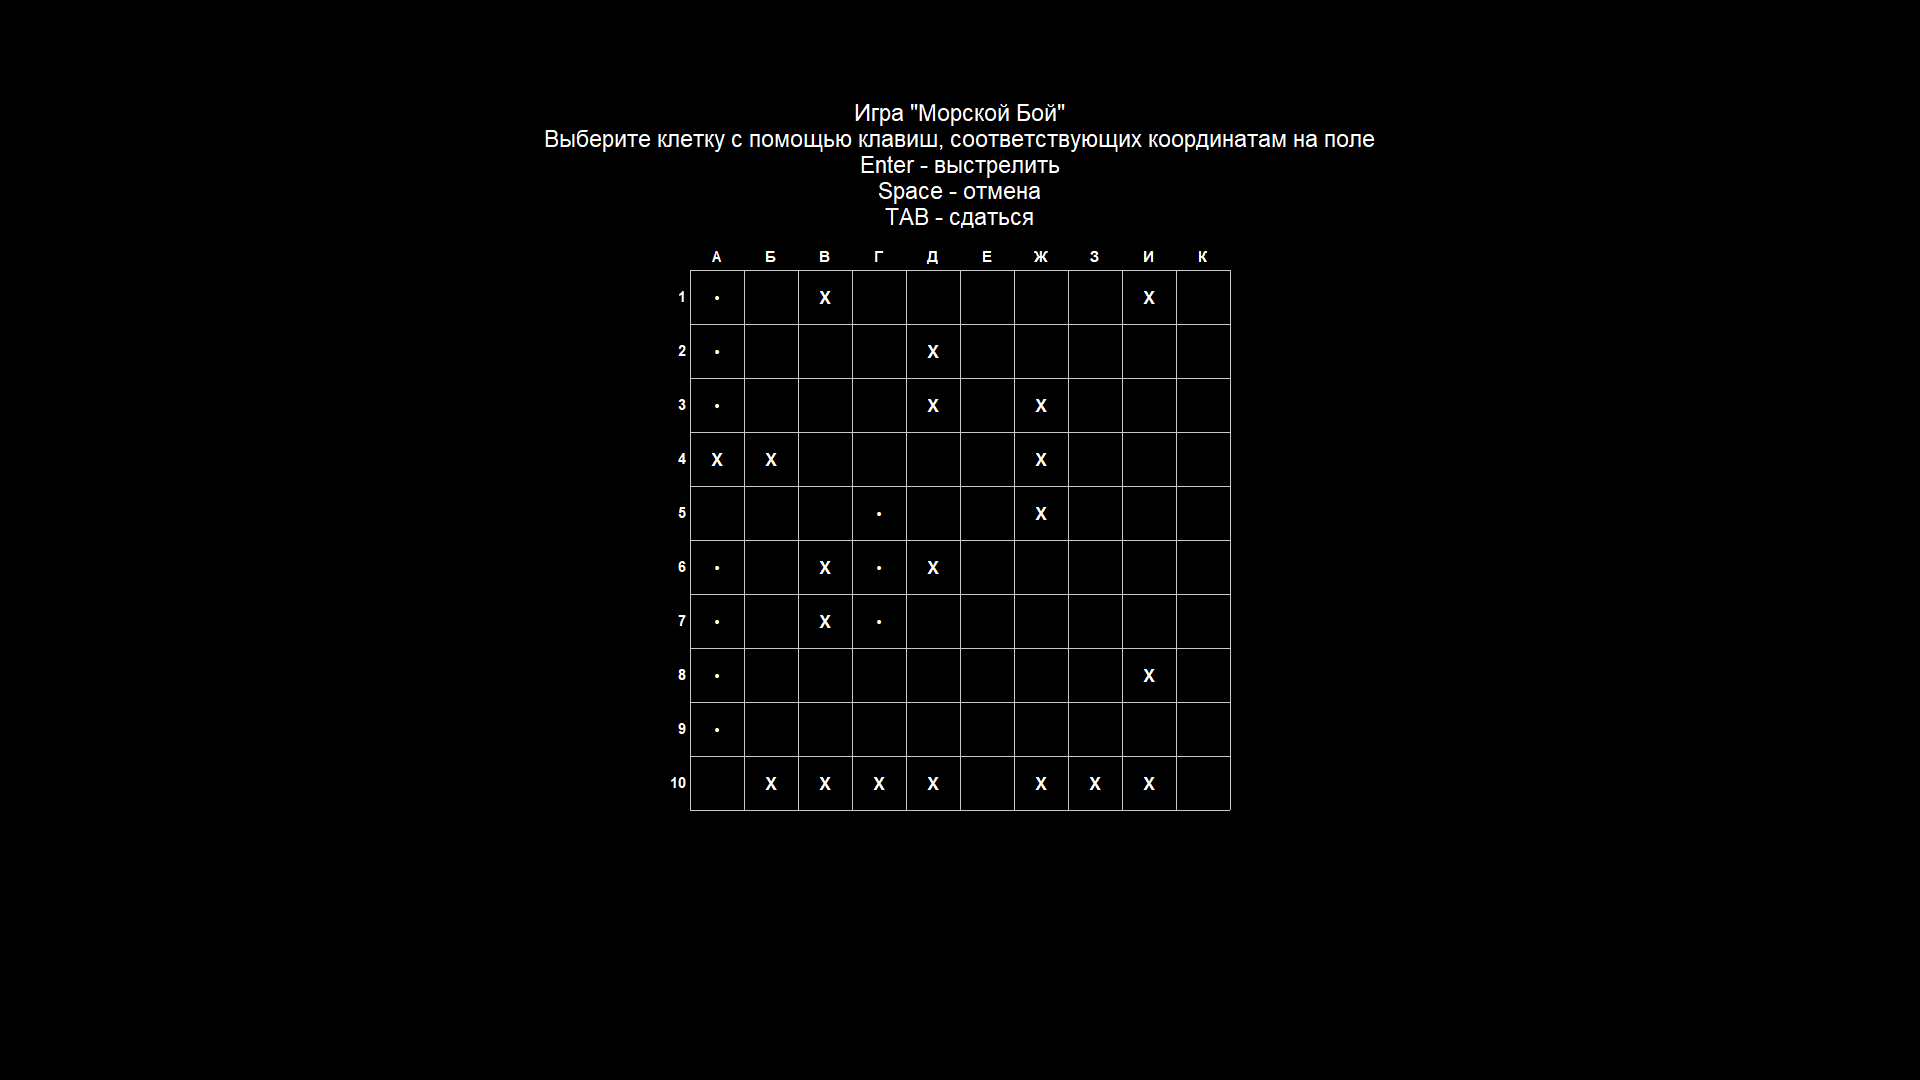 Игра "Морской Бой"
Выберите клетку с помощью клавиш, соответствующих координатам на поле
Enter - выстрелить
Space - отмена
TAB - сдаться
А Б В Г Д Е Ж З И К
1 • X X
2 • X
3 • X X
4 X X X
5 • X
6 • X • X
7 • X •
8 • X
9 •
10 X X X X X X X